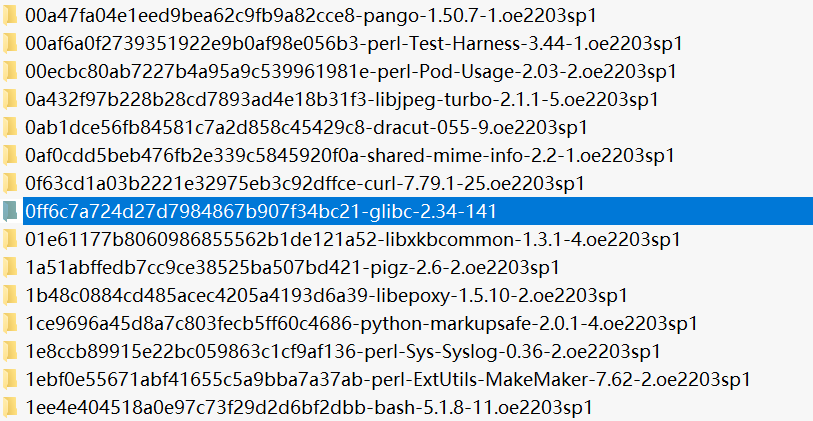 00a47fa04e1eed9bea62c9fb9a82cce8-pango-1.50.7-1.oe2203sp1
00af6a0f2739351922e9b0af98e056b3-perl-Test-Harness-3.44-1.oe2203sp1
00ecbc80ab7227b4a95a9c539961981e-perl-Pod-Usage-2.03-2.oe2203sp1
0a432f97b228b28cd7893ad4e18b31f3-libjpeg-turbo-2.1.1-5.oe2203sp1
0ab1dce56fb84581c7a2d858c45429c8-dracut-055-9.oe2203sp1
0af0cdd5beb476fb2e339c5845920f0a-shared-mime-info-2.2-1.oe2203sp1
0f63cd1a03b2221e32975eb3c92dffce-curl-7.79.1-25.oe2203sp1
0ff6c7a724d27d7984867b907f34bc21-glibc-2.34-141
01e61177b8060986855562b1de121a52-libxkbcommon-1.3.1-4.oe2203sp1
1a51abffedb7cc9ce38525ba507bd421-pigz-2.6-2.oe2203sp1
1b48c0884cd485acec4205a4193d6a39-libepoxy-1.5.10-2.oe2203sp1
1ce9696a45d8a7c803fecb5ff60c4686-python-markupsafe-2.0.1-4.oe2203sp1
1e8ccb89915e22bc059863c1cf9af136-perl-Sys-Syslog-0.36-2.oe2203sp1
1ebf0e55671abf41655c5a9bba7a37ab-perl-ExtUtils-MakeMaker-7.62-2.oe2203sp1
1ee4e404518a0e97c73f29d2d6bf2dbb-bash-5.1.8-11.oe2203sp1